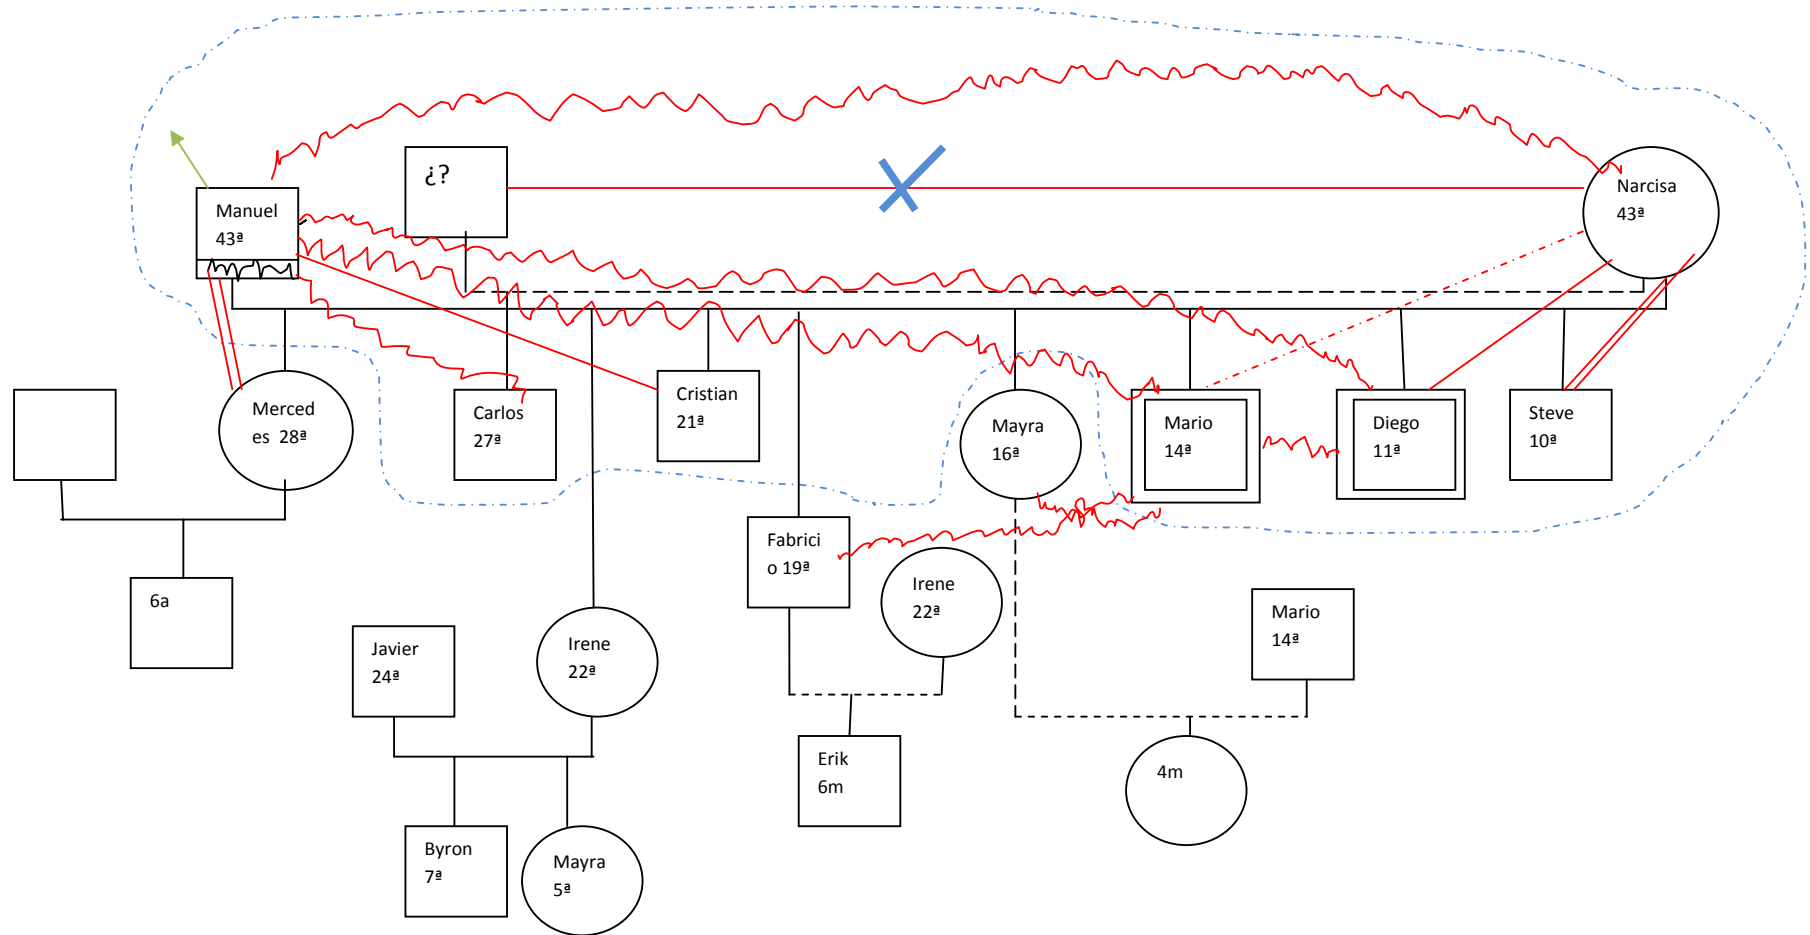 ¿?
Manuel
43ª
Narcisa
43ª
Merced
es 28ª
Carlos
27ª
Cristian
21ª
Mayra
16ª
Mario
14ª
Diego
11ª
Steve
10ª
Fabrici
o 19ª
Irene
22ª
6a
Javier
24ª
Irene
22ª
Mario
14ª
Erik
6m
4m
Byron
7ª
Mayra
5ª